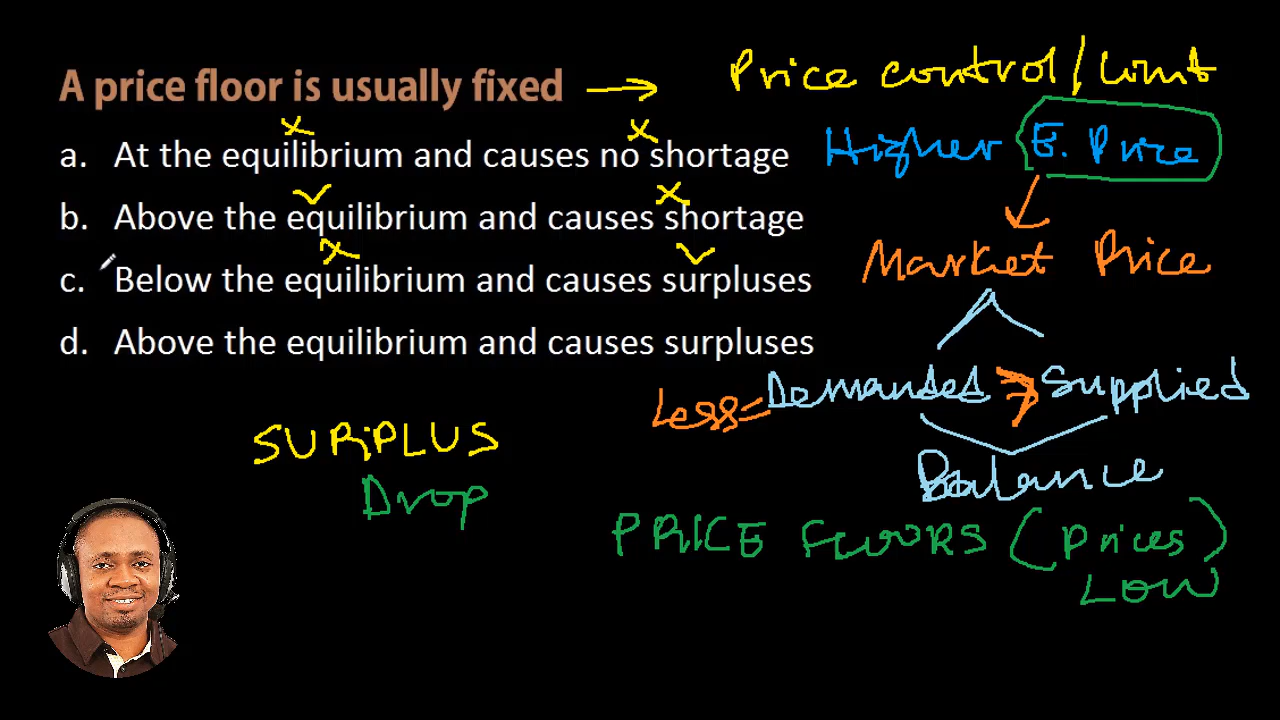 A price floor is usually fixed → Price control/Limit
a. At the equilibrium and causes no shortage
Higher E. Price
b. Above the equilibrium and causes shortage
Market Price
c. Below the equilibrium and causes surpluses
d. Above the equilibrium and causes surpluses
Less = Demanded Supplied
SURPLUS
Balance
Drop
PRICE FLOORS (Prices)
LOW